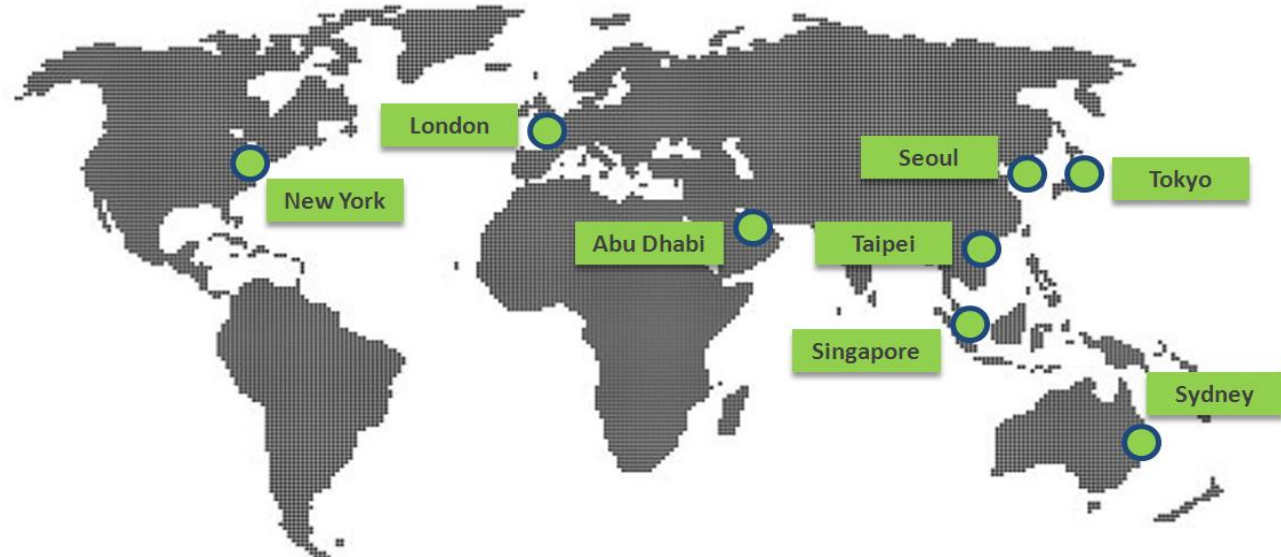 London
Seoul
Tokyo
New York
Abu Dhabi
Taipei
Singapore
Sydney